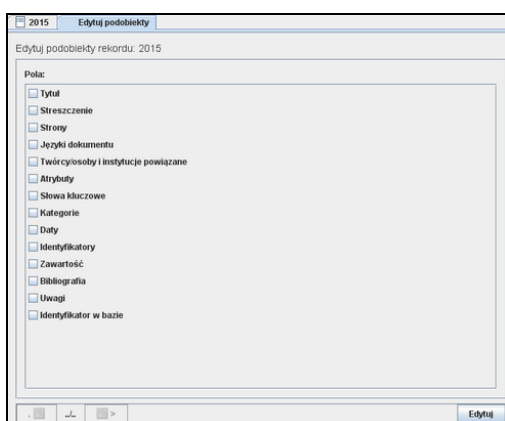 2015 Edytuj podobiekty
Edytuj podobiekty rekordu: 2015
Pola:
Tytuł
Streszczenie
Strony
Języki dokumentu
Twórcy/osoby i instytucje powiązane
Atrybuty
Słowa kluczowe
Kategorie
Daty
Identyfikatory
Zawartość
Bibliografia
Uwagi
Identyfikator w bazie
_/_ > Edytuj